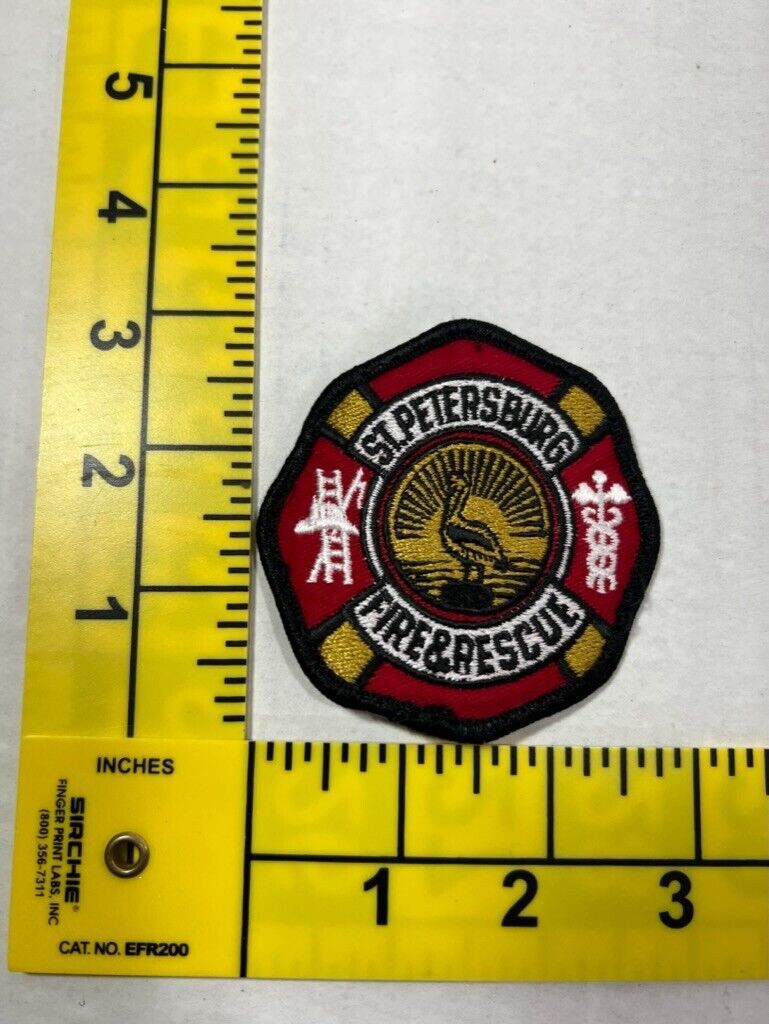 5
4
3
2
1
ST. PETERSBURG
FIRE & RESCUE
INCHES
SIRCHIE®
FINGER PRINT LABS, INC
(800) 356-7311
CAT. NO. EFR200
1
2
3